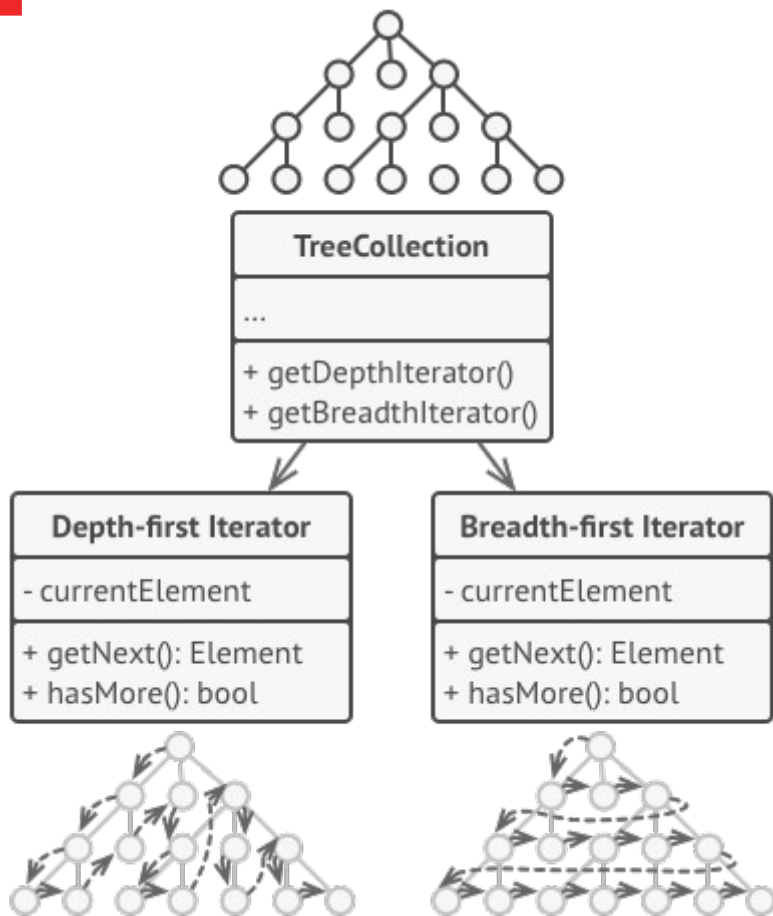 TreeCollection
...
+ getDepthIterator()
+ getBreadthIterator()
Depth-first Iterator
- currentElement
+ getNext(): Element
+ hasMore(): bool
Breadth-first Iterator
- currentElement
+ getNext(): Element
+ hasMore(): bool